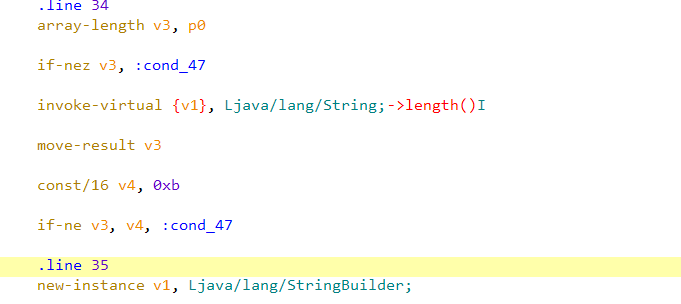 .line 34
array-length v3, p0
if-nez v3, :cond_47
invoke-virtual {v1}, Ljava/lang/String;->length()I
move-result v3
const/16 v4, 0xb
if-ne v3, v4, :cond_47
.line 35
new-instance v1, Ljava/lang/StringBuilder;